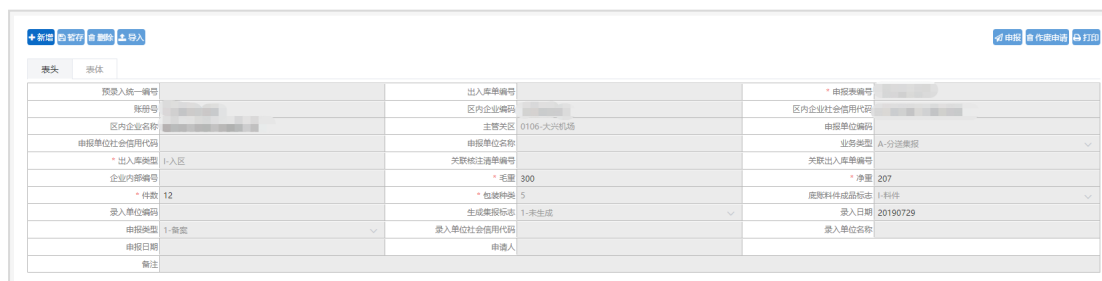 新增 暂存 删除 导入 申报 作废申请 打印
表头 表体
预录入统一编号 出入库单编号 * 申报表编号
账册号 区内企业编码 区内企业社会信用代码
区内企业名称 主管关区 0106-大兴机场 申报单位编码
申报单位社会信用代码 申报单位名称 业务类型 A-分送集报
* 出入库类型 I-入区 关联核注清单编号 关联出入库单编号
企业内部编号 * 毛重 300 * 净重 207
* 件数 12 * 包装种类 5 底账料件成品标志 I-料件
录入单位编码 生成集报标志 1-未生成 录入日期 20190729
申报类型 1-备案 录入单位社会信用代码 录入单位名称
申报日期 申请人
备注